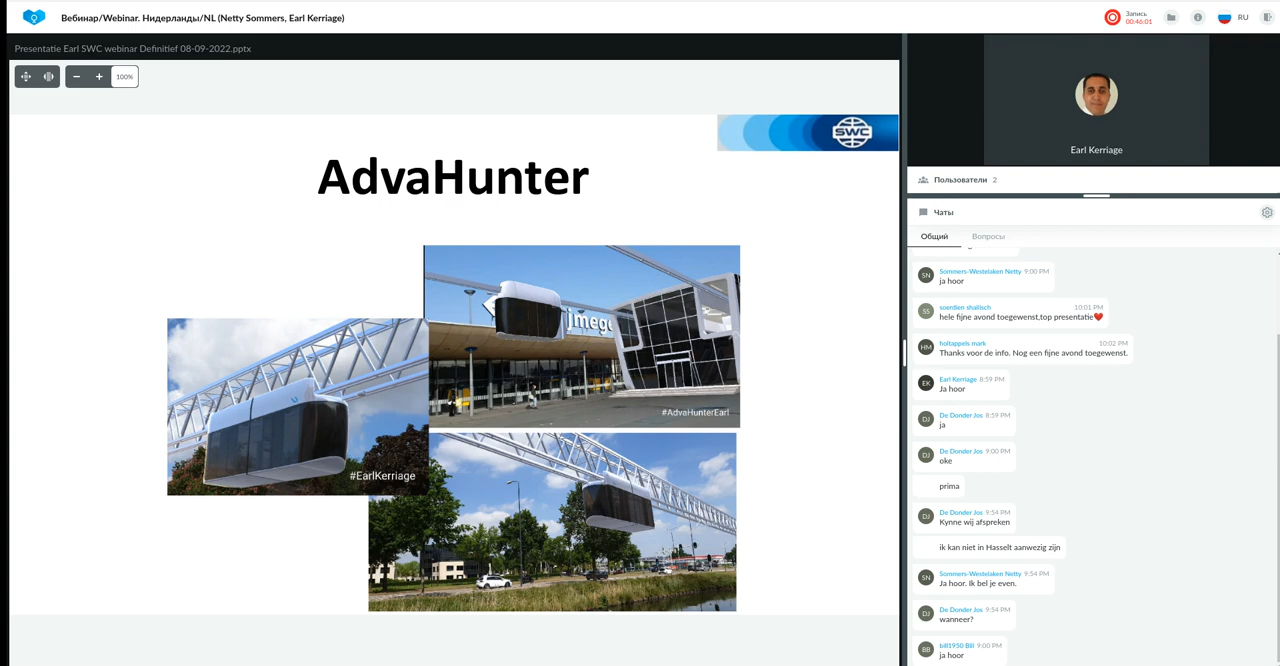 Вебинар/Webinar. Нидерланды/NL (Netty Sommers, Earl Kerriage)
Запись
00:46:01
RU
Presentatie Earl SWC webinar Definitief 08-09-2022.pptx
100%
SWC
AdvaHunter
#AdvaHunterEarl
#EarlKerriage
Earl Kerriage
Пользователи 2
Чаты
Общий Вопросы
SN Sommers-Westelaken Netty 9:00 PM
ja hoor
SS soerdien shailisch 10:01 PM
hele fijne avond toegewenst,top presentatie❤️
HM holtappels mark 10:02 PM
Thanks voor de info. Nog een fijne avond toegewenst.
EK Earl Kerriage 8:59 PM
Ja hoor
DJ De Donder Jos 8:59 PM
ja
DJ De Donder Jos 9:00 PM
oke
prima
DJ De Donder Jos 9:54 PM
Kynne wij afspreken
ik kan niet in Hasselt aanwezig zijn
SN Sommers-Westelaken Netty 9:54 PM
Ja hoor. Ik bel je even.
DJ De Donder Jos 9:54 PM
wanneer?
BB bill1950 Bill 9:00 PM
ja hoor